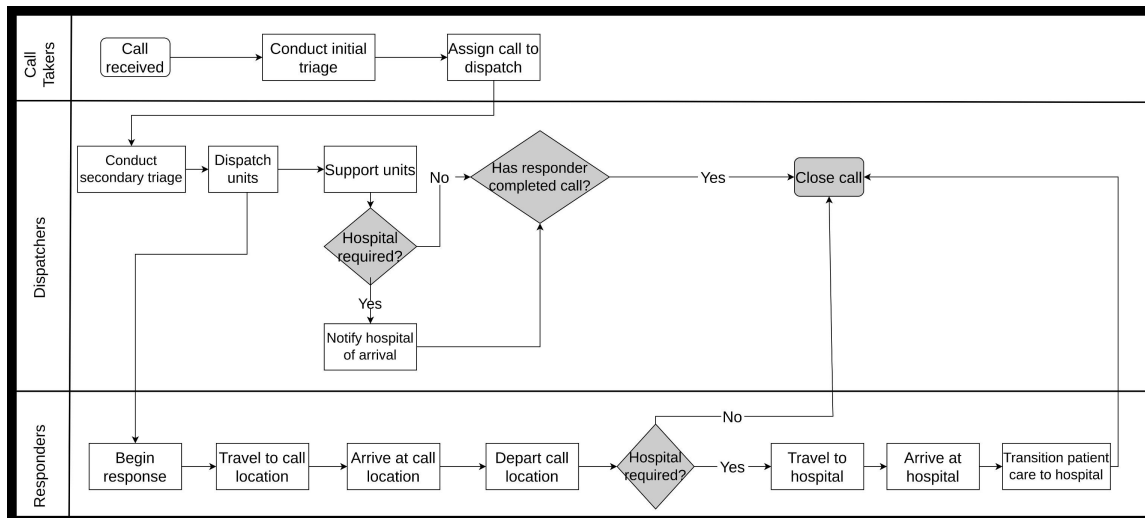 Call
Takers
Call
received
Conduct initial
triage
Assign call to
dispatch
Dispatchers
Conduct
secondary triage
Dispatch
units
Support units
No
Has responder
completed call?
Yes
Close call
Hospital
required?
Yes
Notify hospital
of arrival
Responders
Begin
response
Travel to call
location
Arrive at call
location
Depart call
location
Hospital
required?
No
Yes
Travel to
hospital
Arrive at
hospital
Transition patient
care to hospital